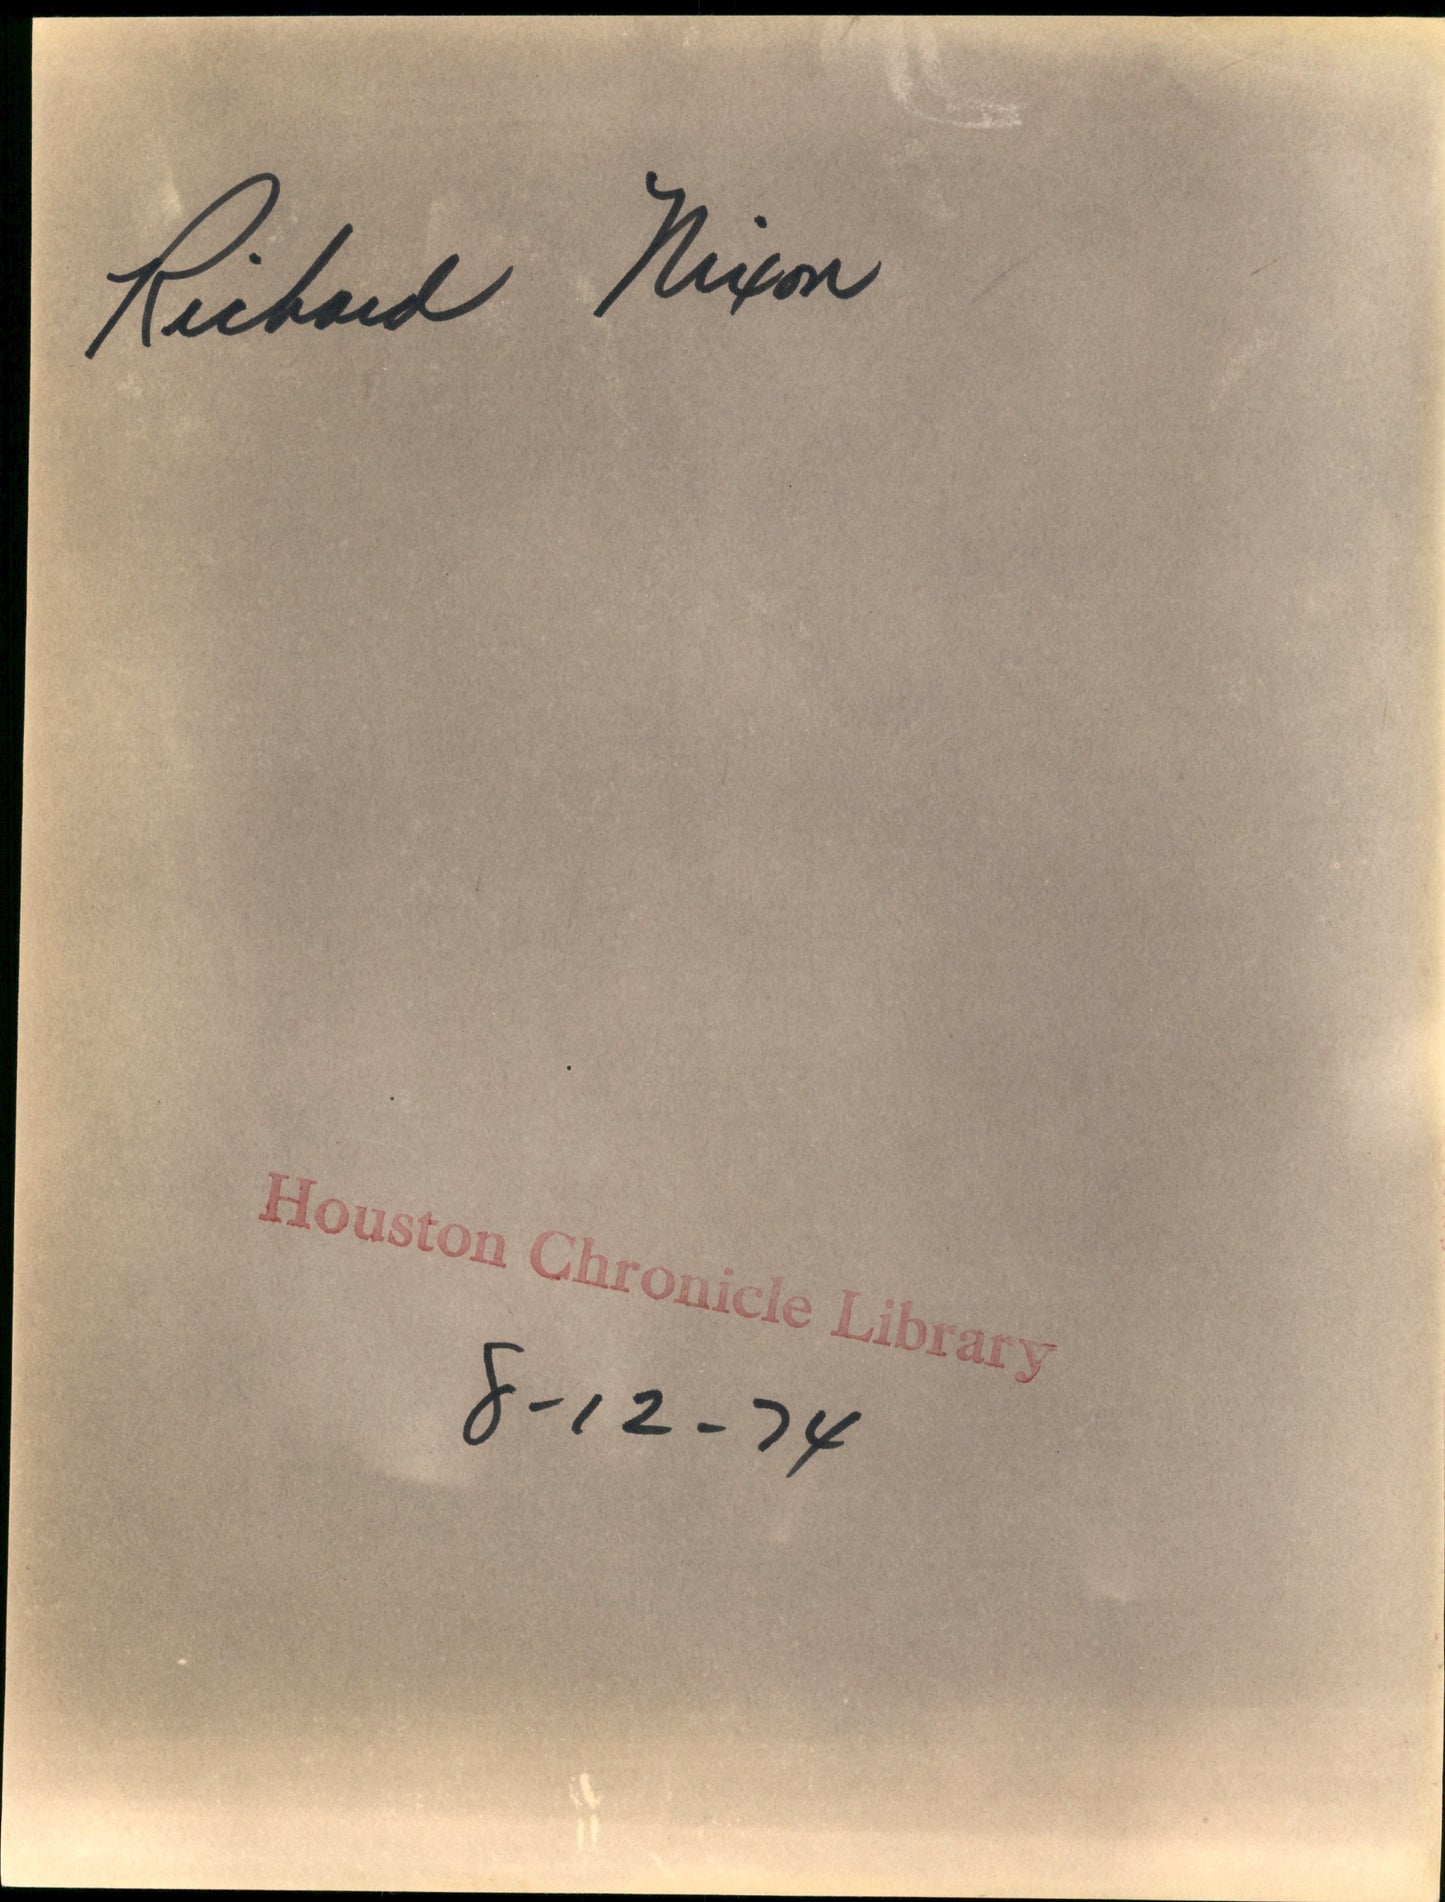 Richard Nixon
Houston Chronicle Library
8-12-74